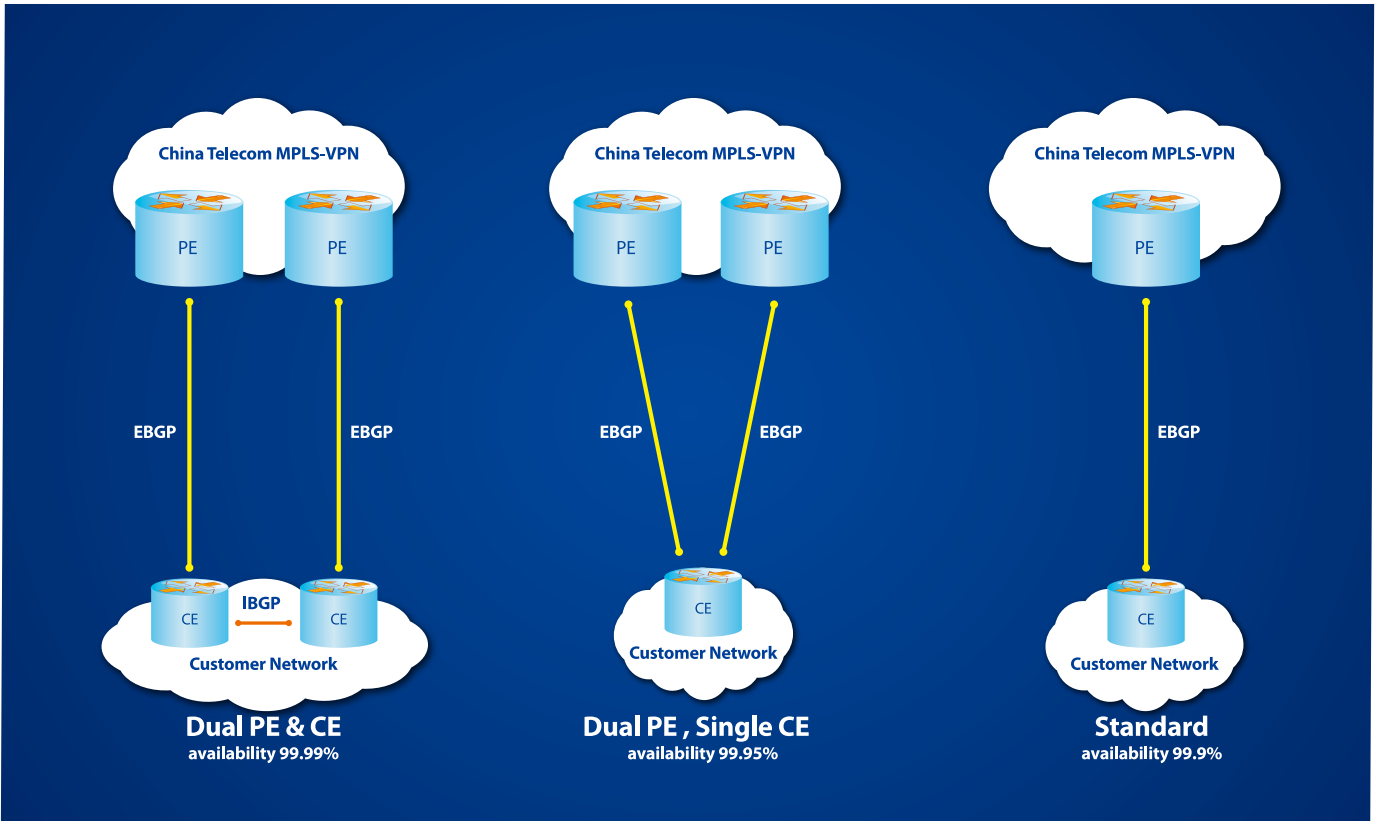 China Telecom MPLS-VPN
PE
PE
EBGP
EBGP
CE
IBGP
CE
Customer Network
Dual PE & CE
availability 99.99%
China Telecom MPLS-VPN
PE
PE
EBGP
EBGP
CE
Customer Network
Dual PE , Single CE
availability 99.95%
China Telecom MPLS-VPN
PE
EBGP
CE
Customer Network
Standard
availability 99.9%